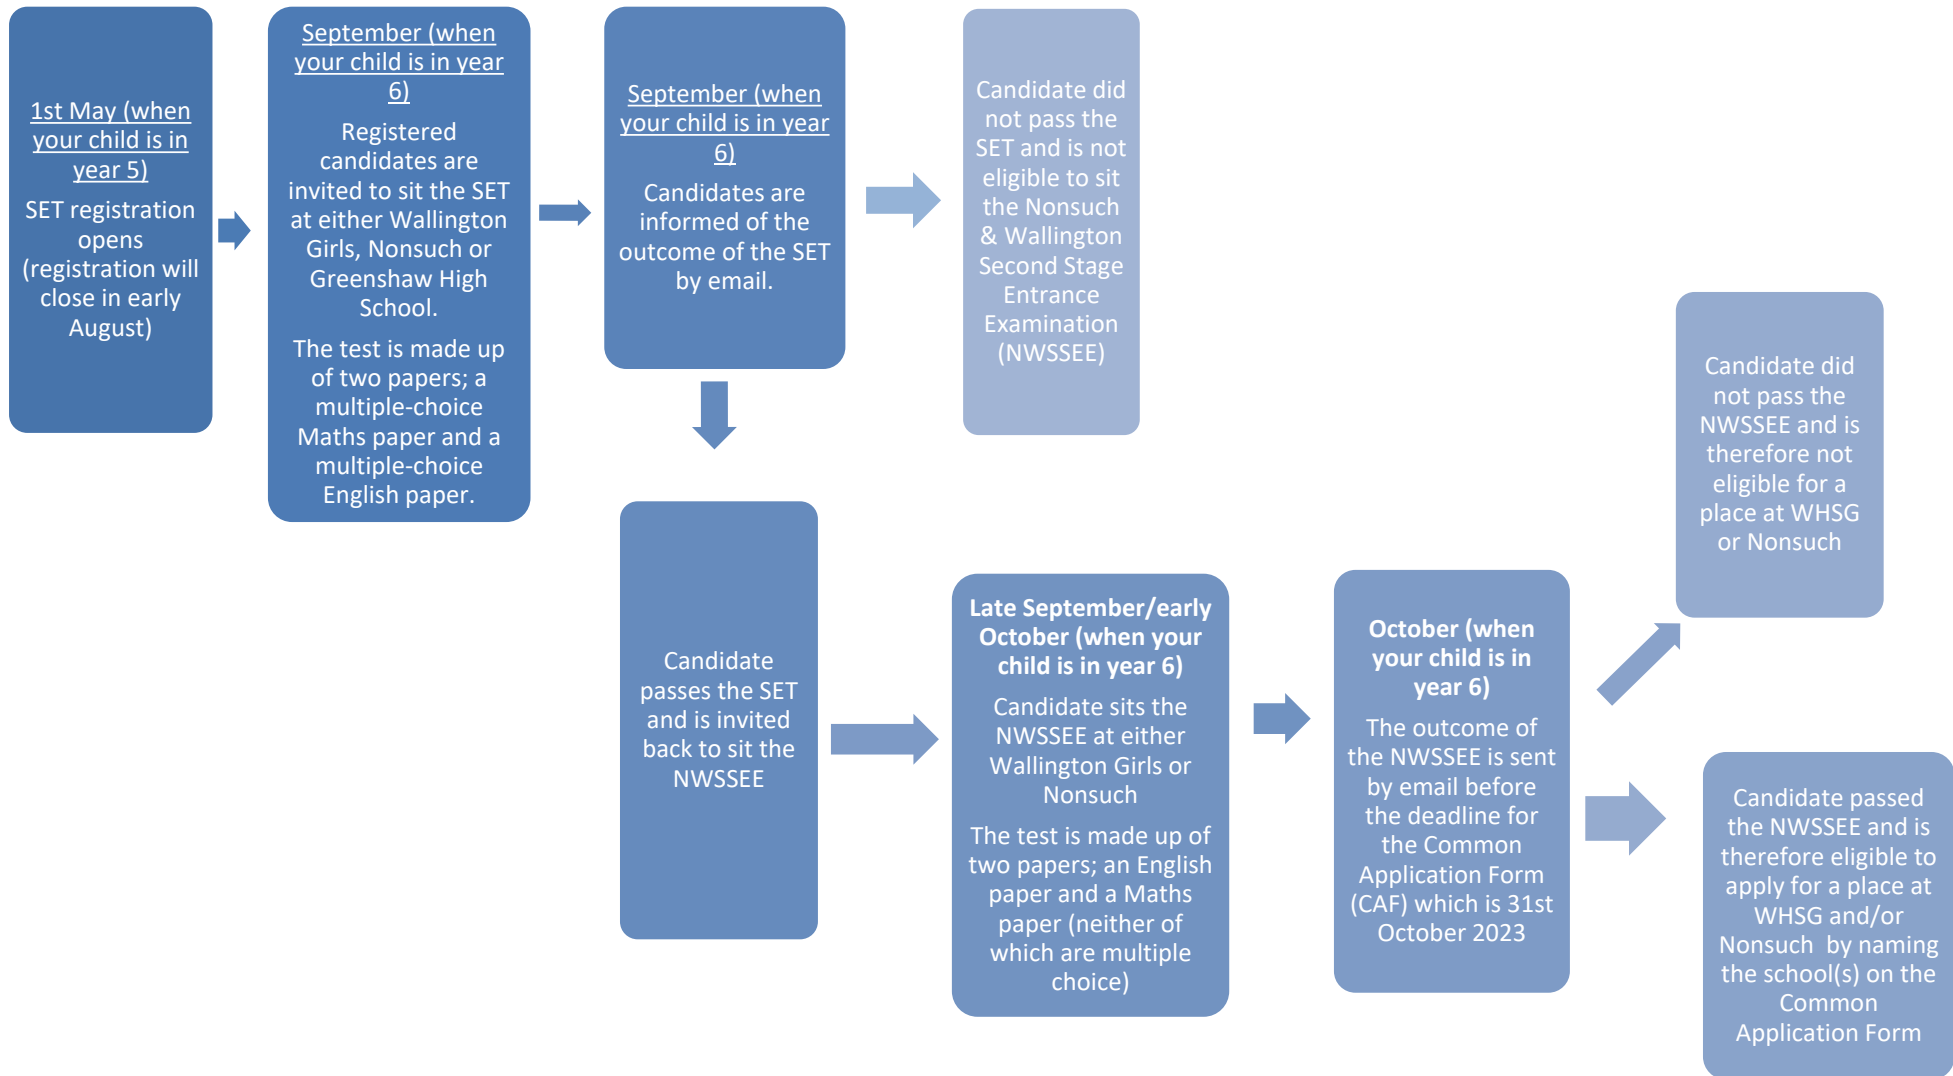 1st May (when
your child is in
year 5)
SET registration
opens
(registration will
close in early
August)
September (when
your child is in year
6)
Registered
candidates are
invited to sit the SET
at either Wallington
Girls, Nonsuch or
Greenshaw High
School.
The test is made up
of two papers; a
multiple-choice
Maths paper and a
multiple-choice
English paper.
September (when
your child is in year
6)
Candidates are
informed of the
outcome of the SET
by email.
Candidate did
not pass the
SET and is not
eligible to sit
the Nonsuch
& Wallington
Second Stage
Entrance
Examination
(NWSSEE)
Candidate
passes the SET
and is invited
back to sit the
NWSSEE
Late September/early
October (when your
child is in year 6)
Candidate sits the
NWSSEE at either
Wallington Girls or
Nonsuch
The test is made up of
two papers; an English
paper and a Maths
paper (neither of
which are multiple
choice)
October (when
your child is in
year 6)
The outcome of
the NWSSEE is sent
by email before
the deadline for
the Common
Application Form
(CAF) which is 31st
October 2023
Candidate did
not pass the
NWSSEE and is
therefore not
eligible for a
place at WHSG
or Nonsuch
Candidate passed
the NWSSEE and is
therefore eligible to
apply for a place at
WHSG and/or
Nonsuch by naming
the school(s) on the
Common
Application Form